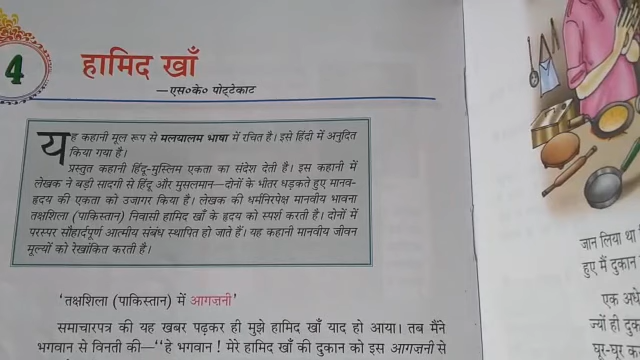 4
हामिद खाँ
—एस०के० पोट्टेकाट
यह कहानी मूल रूप से मलयालम भाषा में रचित है। इसे हिंदी में अनुदित
किया गया है।
प्रस्तुत कहानी हिंदू-मुस्लिम एकता का संदेश देती है। इस कहानी में
लेखक ने बड़ी सादगी से हिंदू और मुसलमान—दोनों के भीतर धड़कते हुए मानव-
हृदय की एकता को उजागर किया है। लेखक की धर्मनिरपेक्ष मानवीय भावना
तक्षशिला (पाकिस्तान) निवासी हामिद खाँ के हृदय को स्पर्श करती है। दोनों में
परस्पर सौहार्दपूर्ण आत्मीय संबंध स्थापित हो जाते हैं। यह कहानी मानवीय जीवन
मूल्यों को रेखांकित करती है।
'तक्षशिला (पाकिस्तान) में आगज़नी'
समाचारपत्र की यह खबर पढ़कर ही मुझे हामिद खाँ याद हो आया। तब मैंने
भगवान से विनती की—"हे भगवान ! मेरे हामिद खाँ की दुकान को इस आगज़नी से
जान लिया था
हुए मैं दुकान
एक अधे
ज्यों ही दुक
घूर-घूर क